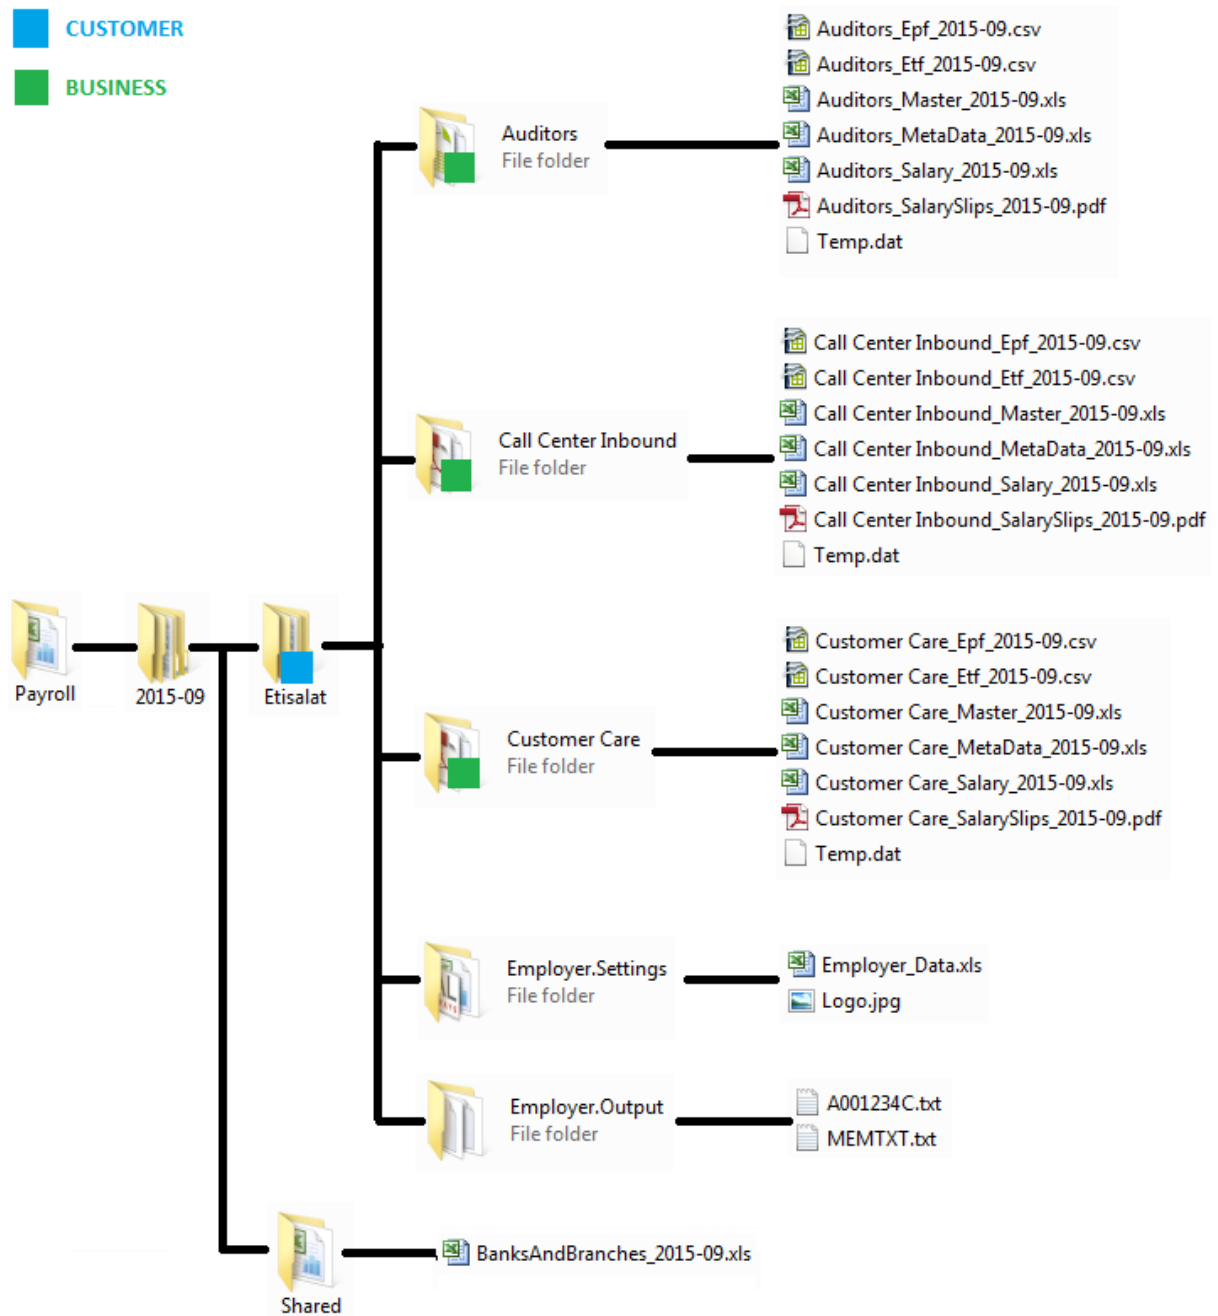 CUSTOMER
BUSINESS
Auditors
File folder
Auditors_Epf_2015-09.csv
Auditors_Etf_2015-09.csv
Auditors_Master_2015-09.xls
Auditors_MetaData_2015-09.xls
Auditors_Salary_2015-09.xls
Auditors_SalarySlips_2015-09.pdf
Temp.dat
Call Center Inbound
File folder
Call Center Inbound_Epf_2015-09.csv
Call Center Inbound_Etf_2015-09.csv
Call Center Inbound_Master_2015-09.xls
Call Center Inbound_MetaData_2015-09.xls
Call Center Inbound_Salary_2015-09.xls
Call Center Inbound_SalarySlips_2015-09.pdf
Temp.dat
Payroll
2015-09
Etisalat
Customer Care
File folder
Customer Care_Epf_2015-09.csv
Customer Care_Etf_2015-09.csv
Customer Care_Master_2015-09.xls
Customer Care_MetaData_2015-09.xls
Customer Care_Salary_2015-09.xls
Customer Care_SalarySlips_2015-09.pdf
Temp.dat
Employer.Settings
File folder
Employer_Data.xls
Logo.jpg
Employer.Output
File folder
A001234C.txt
MEMTXT.txt
Shared
BanksAndBranches_2015-09.xls